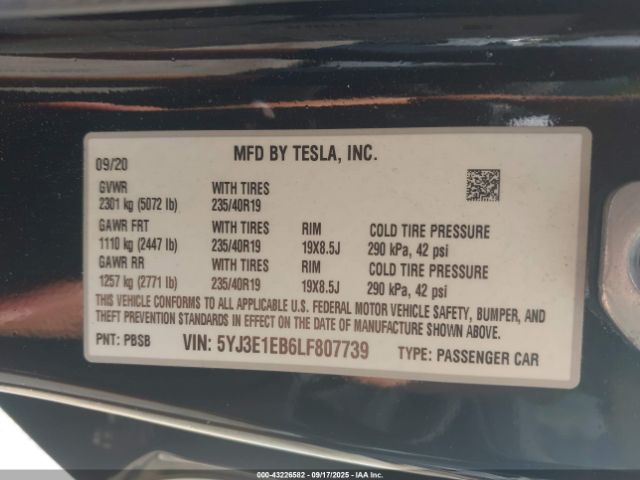 MFD BY TESLA, INC.
09/20
GVWR WITH TIRES
2301 kg (5072 lb) 235/40R19
GAWR FRT WITH TIRES RIM COLD TIRE PRESSURE
1110 kg (2447 lb) 235/40R19 19X8.5J 290 kPa, 42 psi
GAWR RR WITH TIRES RIM COLD TIRE PRESSURE
1257 kg (2771 lb) 235/40R19 19X8.5J 290 kPa, 42 psi
THIS VEHICLE CONFORMS TO ALL APPLICABLE U.S. FEDERAL MOTOR VEHICLE SAFETY, BUMPER, AND
THEFT PREVENTION STANDARDS IN EFFECT ON THE DATE OF MANUFACTURE SHOWN ABOVE.
PNT: PBSB VIN: 5YJ3E1EB6LF807739 TYPE: PASSENGER CAR
000-43226582 - 09/17/2025 - IAA Inc.